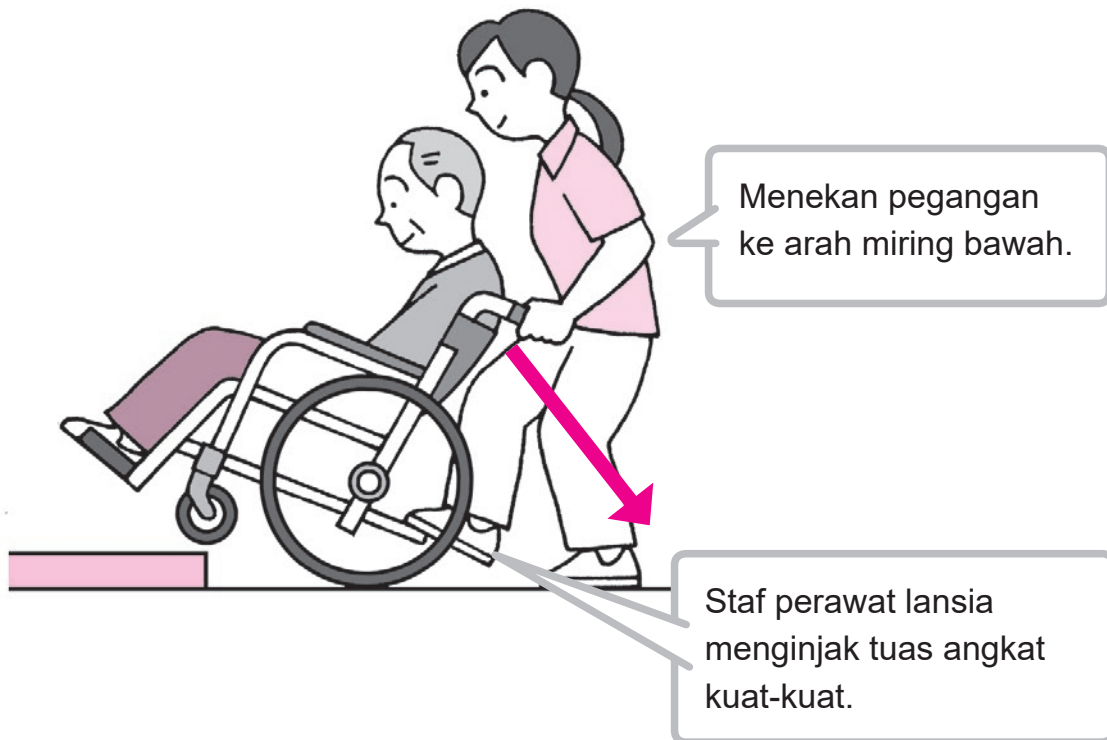 Menekan pegangan
ke arah miring bawah.
Staf perawat lansia
menginjak tuas angkat
kuat-kuat.